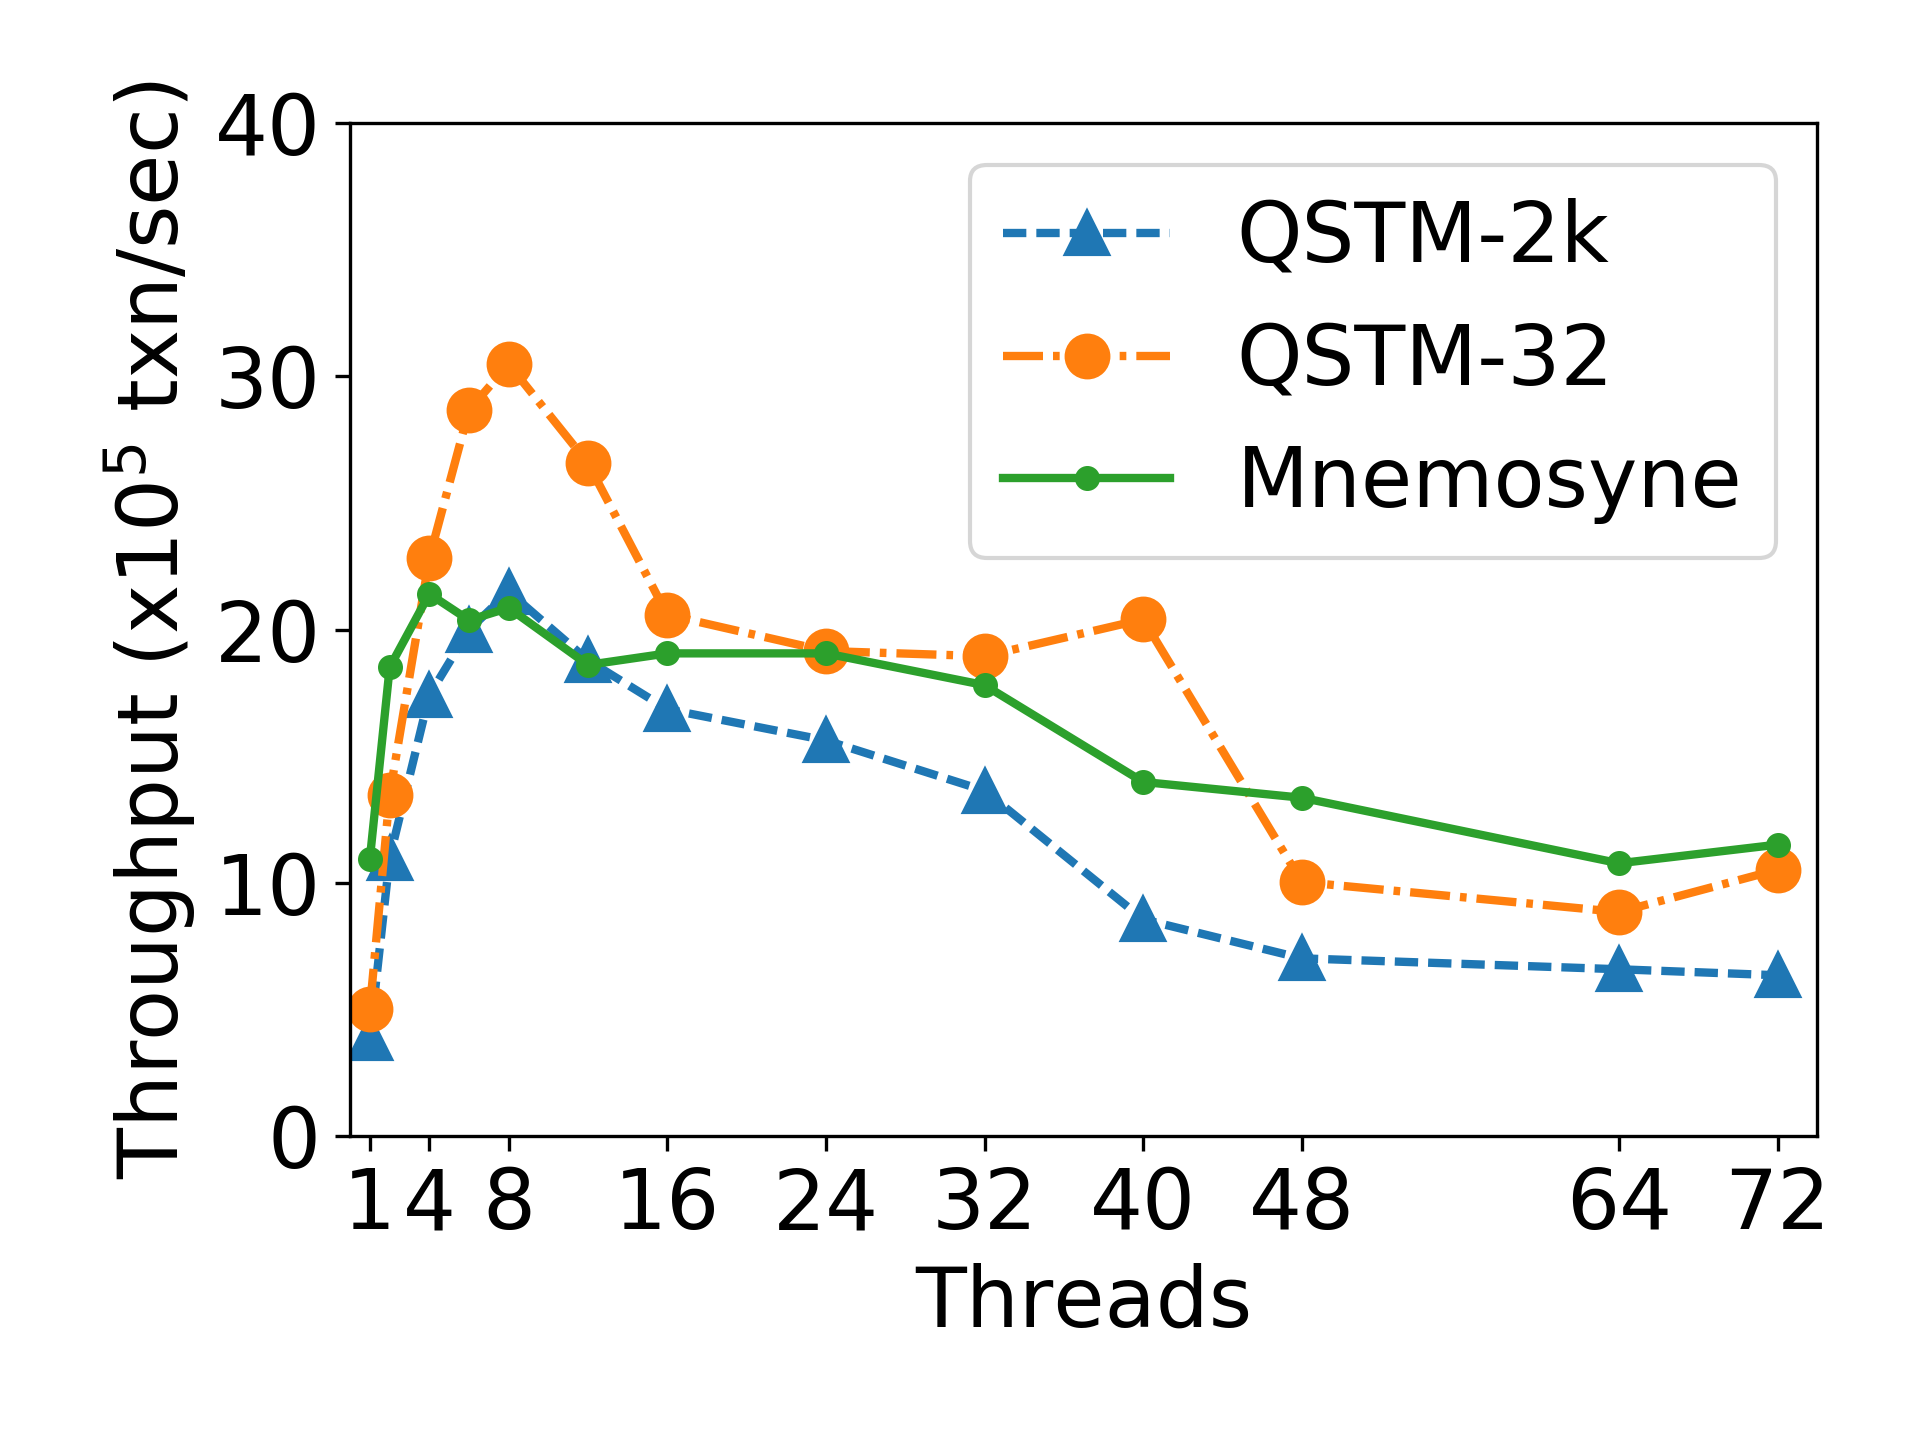 Throughput (x10⁵ txn/sec)
40
30
20
10
0
QSTM-2k
QSTM-32
Mnemosyne
1 4 8 16 24 32 40 48 64 72
Threads